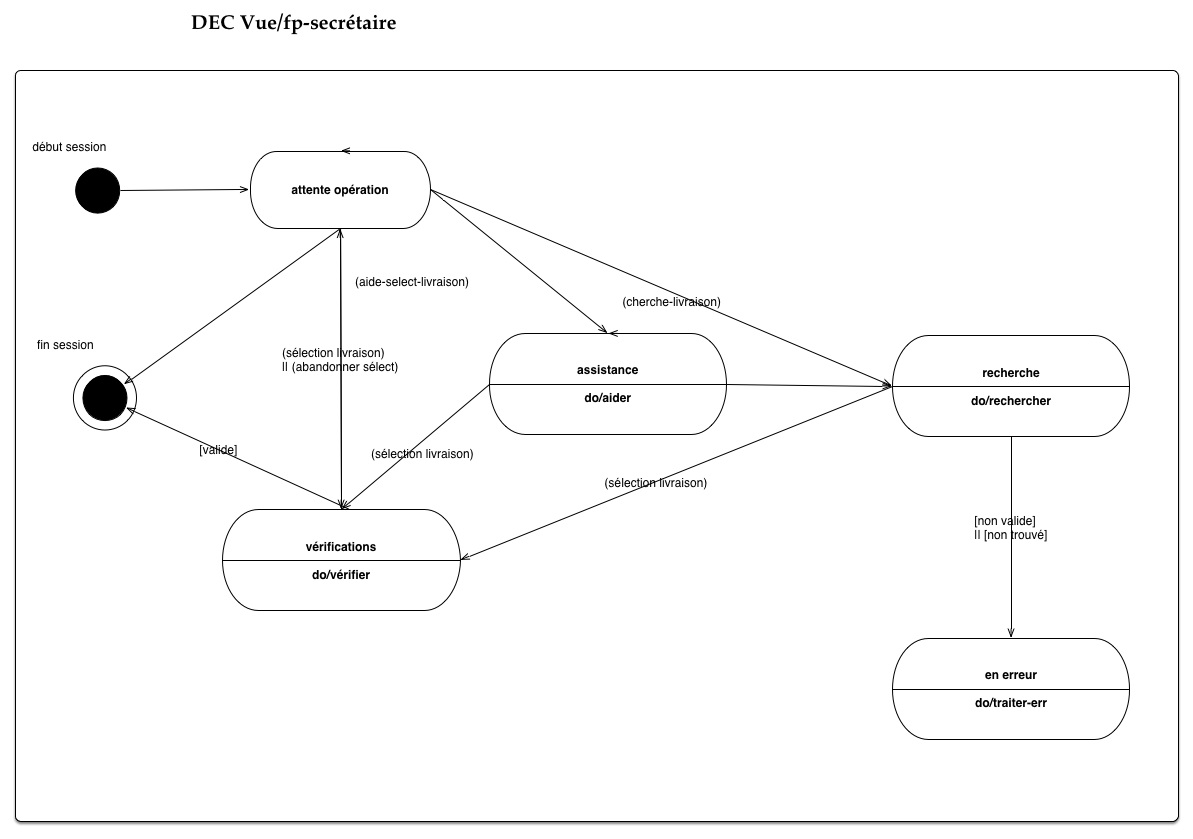 DEC Vue/fp-secrétaire
début session
attente opération
(aide-select-livraison)
(cherche-livraison)
fin session
(sélection livraison)
II (abandonner sélect)
assistance
do/aider
recherche
do/rechercher
[valide]
(sélection livraison)
(sélection livraison)
[non valide]
II [non trouvé]
vérifications
do/vérifier
en erreur
do/traiter-err